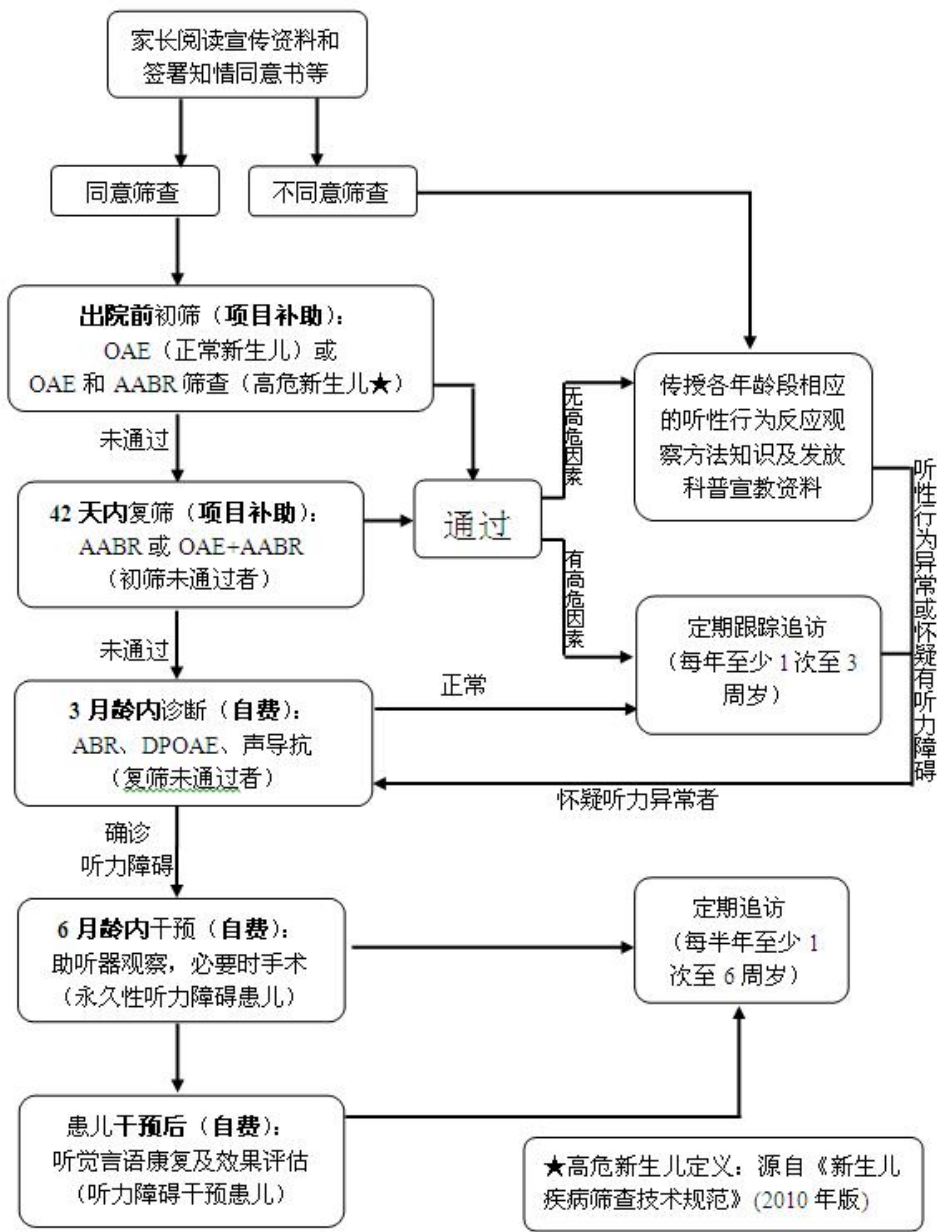 家长阅读宣传资料和
签署知情同意书等
同意筛查
不同意筛查
出院前初筛（项目补助）：
OAE（正常新生儿）或
OAE 和 AABR 筛查（高危新生儿★）
传授各年龄段相应
的听性行为反应观
察方法知识及发放
科普宣教资料
无高危因素
未通过
通过
42 天内复筛（项目补助）：
AABR 或 OAE+AABR
（初筛未通过者）
有高危因素
听性行为异常或怀疑有听力障碍
定期跟踪追访
（每年至少 1 次至 3
周岁）
未通过
正常
3 月龄内诊断（自费）：
ABR、DPOAE、声导抗
（复筛未通过者）
怀疑听力异常者
确诊
听力障碍
6 月龄内干预（自费）：
助听器观察，必要时手术
（永久性听力障碍患儿）
定期追访
（每半年至少 1
次至 6 周岁）
患儿干预后（自费）：
听觉言语康复及效果评估
（听力障碍干预患儿）
★高危新生儿定义：源自《新生儿
疾病筛查技术规范》(2010 年版)